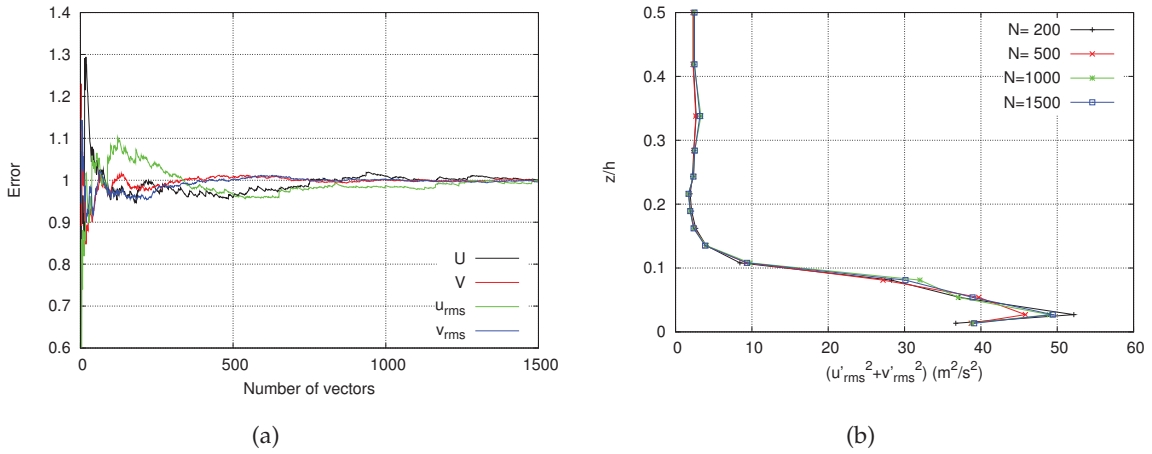 1.4
1.3
1.2
1.1
1
0.9
0.8
0.7
0.6
Error
U
V
u_rms
v_rms
0
500
1000
1500
Number of vectors
(a)
0.5
0.4
0.3
0.2
0.1
0
z/h
N= 200
N= 500
N=1000
N=1500
0
10
20
30
40
50
60
(u'rms²+v'rms²) (m²/s²)
(b)